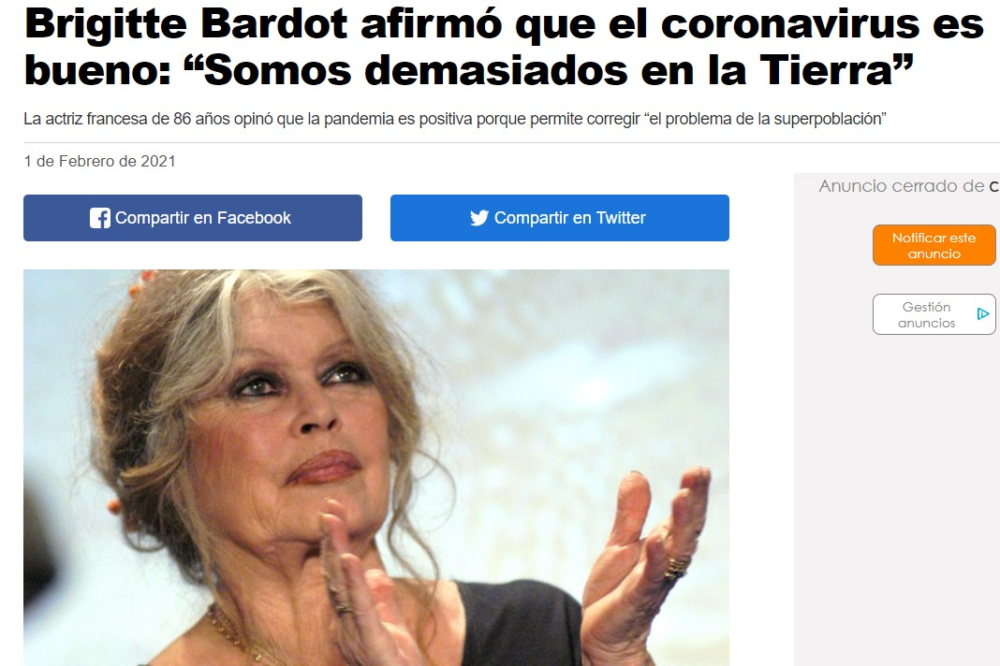 Brigitte Bardot afirmó que el coronavirus es
bueno: “Somos demasiados en la Tierra”
La actriz francesa de 86 años opinó que la pandemia es positiva porque permite corregir “el problema de la superpoblación”
1 de Febrero de 2021
Compartir en Facebook
Compartir en Twitter
Anuncio cerrado de
Notificar este
anuncio
Gestión
anuncios